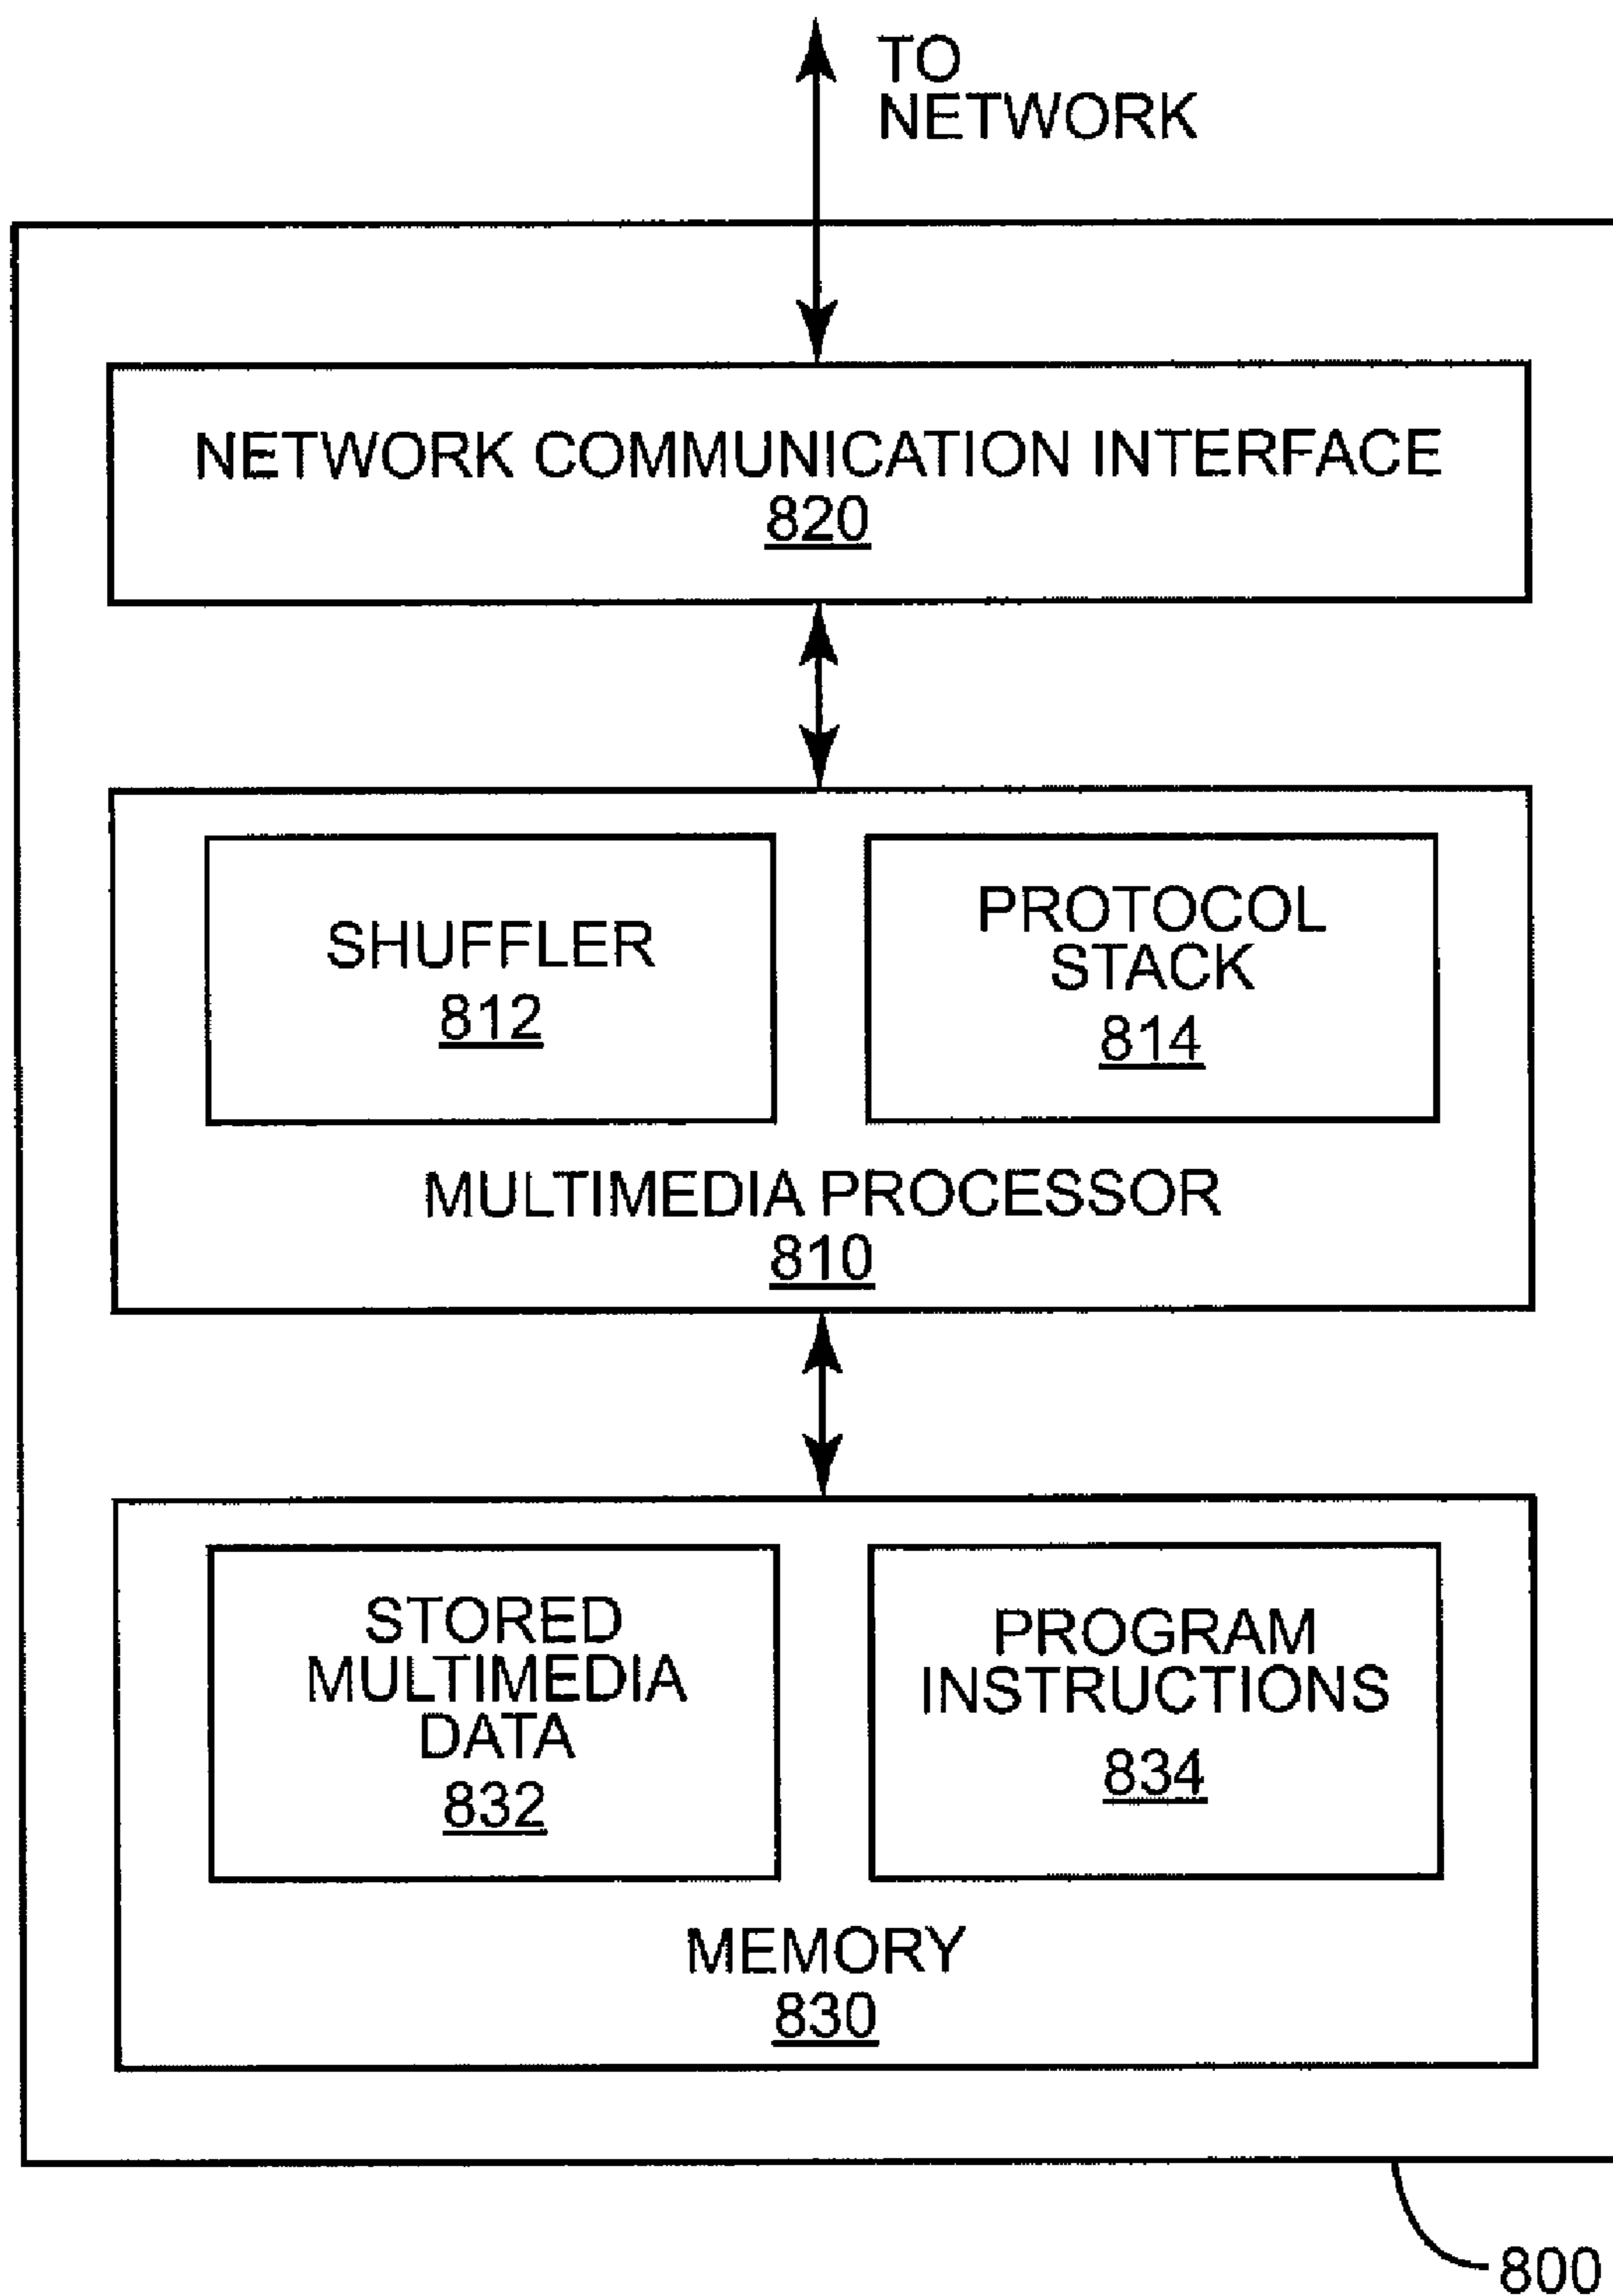 TO
NETWORK
NETWORK COMMUNICATION INTERFACE
820
SHUFFLER
812
PROTOCOL
STACK
814
MULTIMEDIA PROCESSOR
810
STORED
MULTIMEDIA
DATA
832
PROGRAM
INSTRUCTIONS
834
MEMORY
830
800